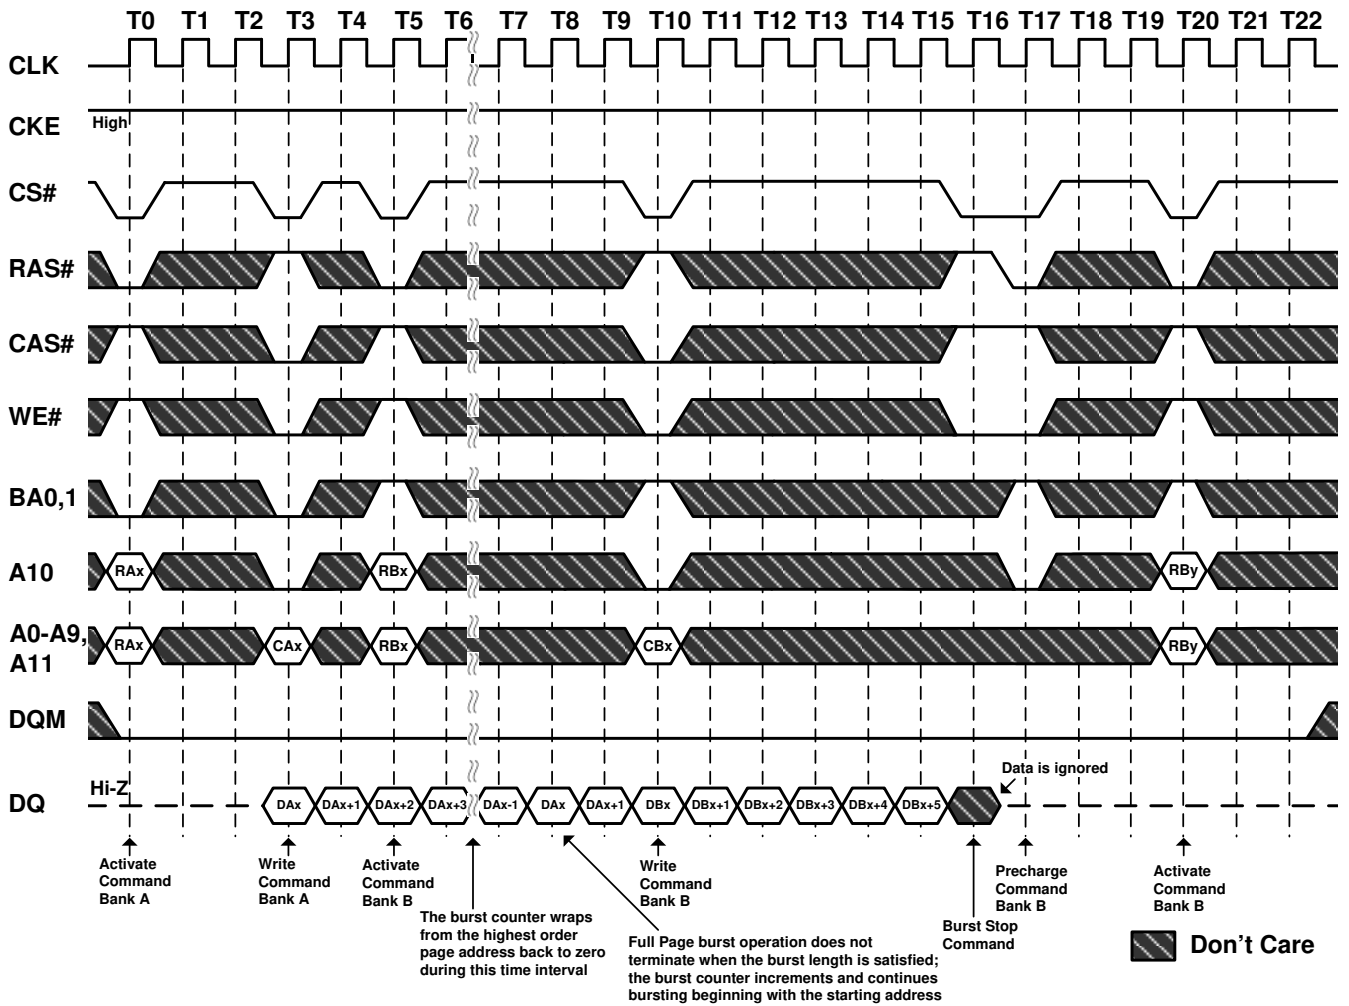 T0 T1 T2 T3 T4 T5 T6 T7 T8 T9 T10 T11 T12 T13 T14 T15 T16 T17 T18 T19 T20 T21 T22
CLK
CKE
High
CS#
RAS#
CAS#
WE#
BA0,1
A10
RAx RBx RBy
A0-A9,
A11
RAx CAx RBx CBx RBy
DQM
DQ
Hi-Z
DAx DAx+1 DAx+2 DAx+3 DAx-1 DAx DAx+1 DBx DBx+1 DBx+2 DBx+3 DBx+4 DBx+5
Data is ignored
Activate
Command
Bank A
Write
Command
Bank A
Activate
Command
Bank B
The burst counter wraps
from the highest order
page address back to zero
during this time interval
Write
Command
Bank B
Full Page burst operation does not
terminate when the burst length is satisfied;
the burst counter increments and continues
bursting beginning with the starting address
Burst Stop
Command
Precharge
Command
Bank B
Activate
Command
Bank B
Don't Care